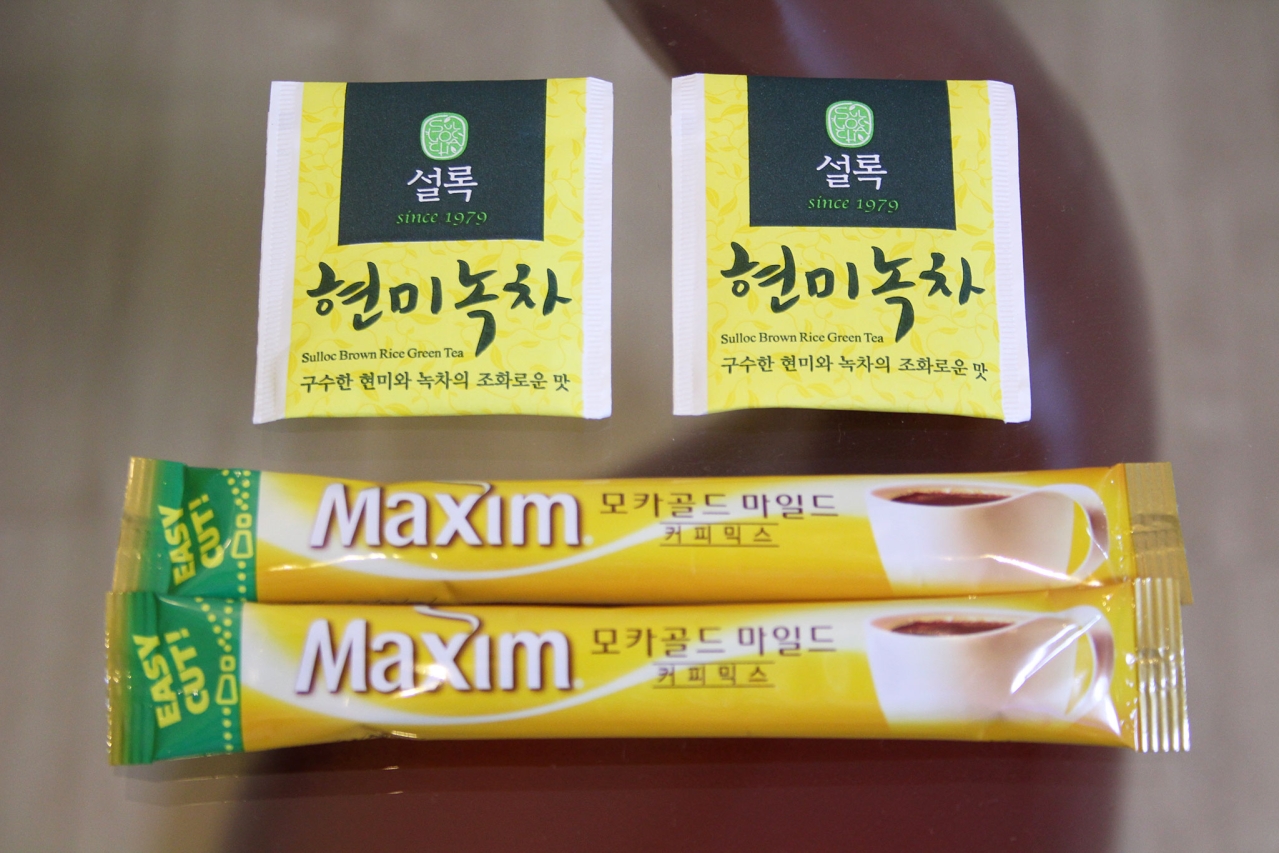 SULLOCCHA
설록
since 1979
현미녹차
Sulloc Brown Rice Green Tea
구수한 현미와 녹차의 조화로운 맛
설록
since 1979
현미녹차
Sulloc Brown Rice Green Tea
구수한 현미와 녹차의 조화로운 맛
EASY
CUT!
Maxim
모카골드 마일드
커피믹스
EASY
CUT!
Maxim
모카골드 마일드
커피믹스